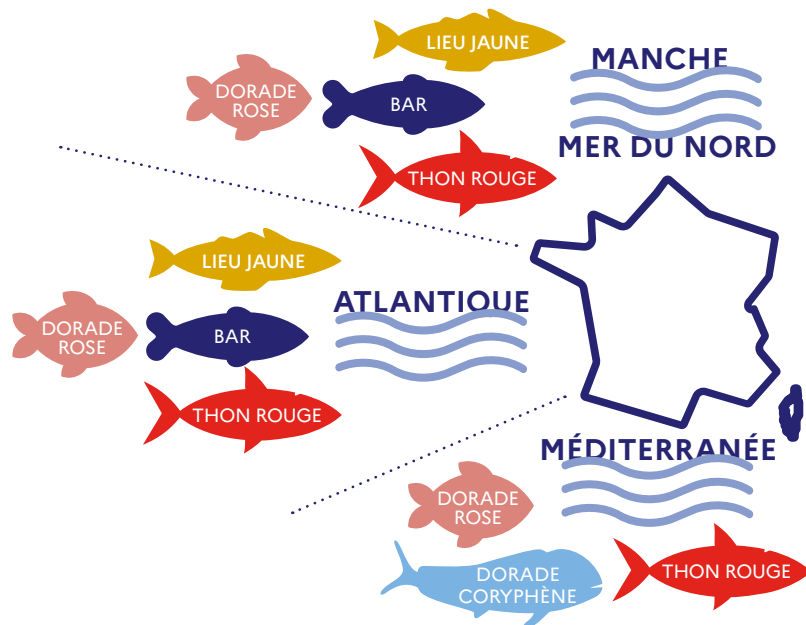 LIEU JAUNE
DORADE
ROSE
BAR
THON ROUGE
MANCHE
MER DU NORD
LIEU JAUNE
DORADE
ROSE
BAR
THON ROUGE
ATLANTIQUE
MÉDITERRANÉE
DORADE
ROSE
DORADE
CORYPHÈNE
THON ROUGE